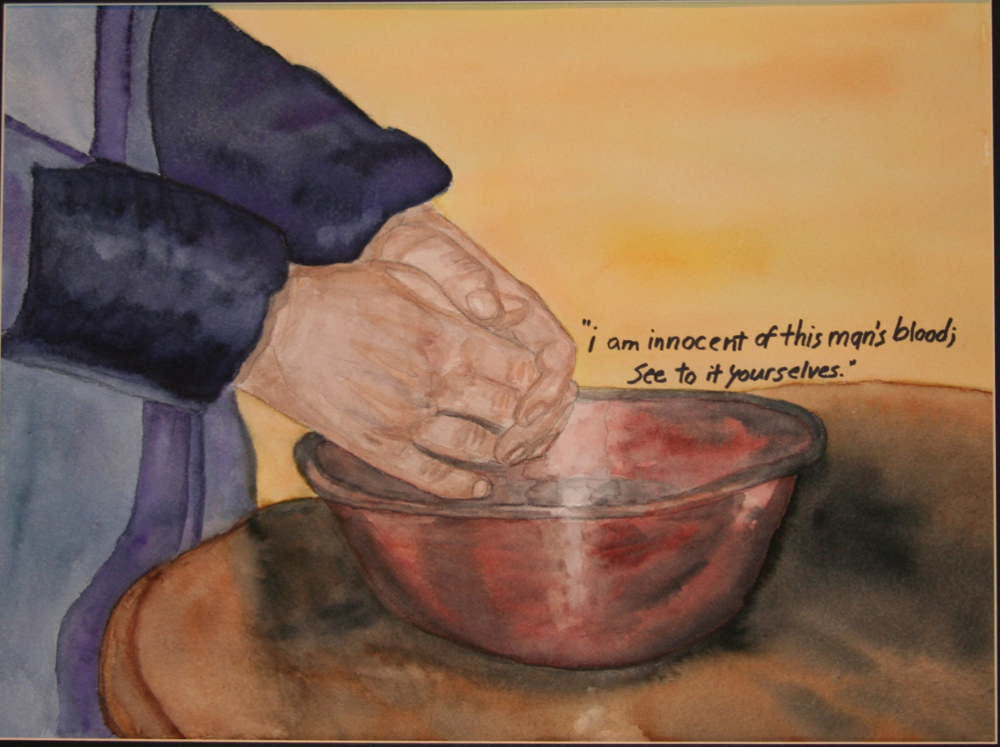 "i am innocent of this man's blood;
see to it yourselves."